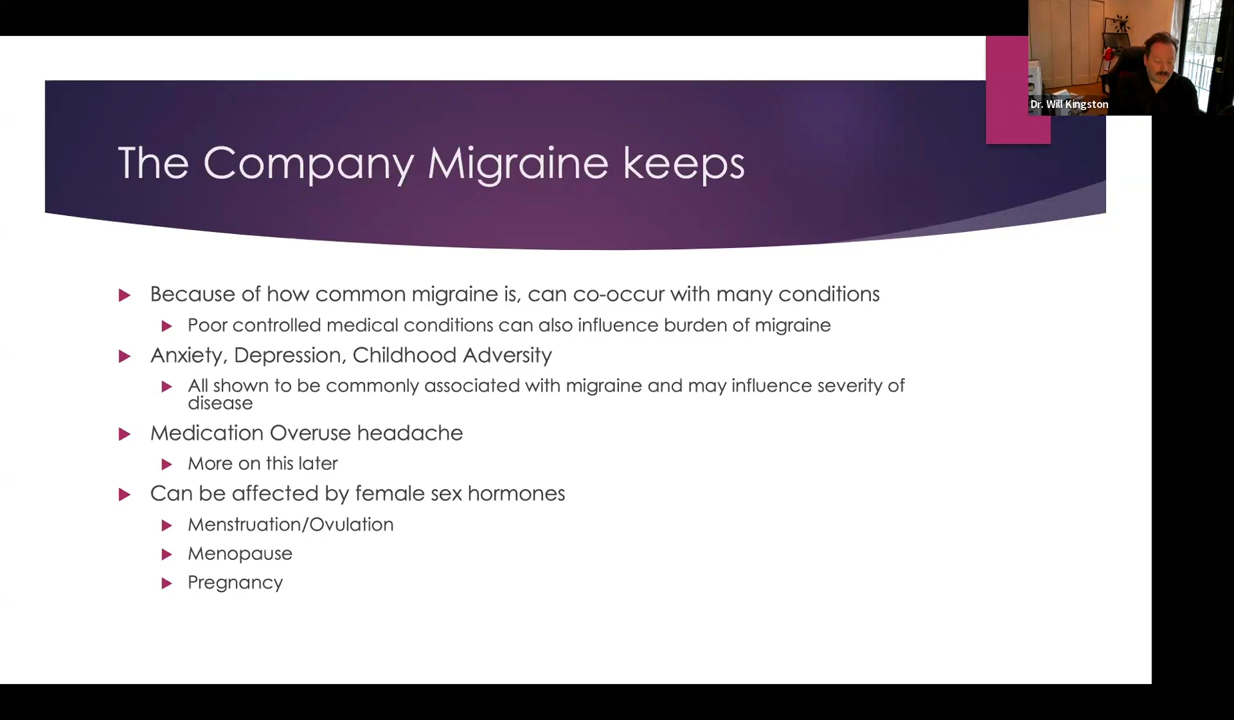 Dr. Will Kingston
The Company Migraine keeps
Because of how common migraine is, can co-occur with many conditions
Poor controlled medical conditions can also influence burden of migraine
Anxiety, Depression, Childhood Adversity
All shown to be commonly associated with migraine and may influence severity of
disease
Medication Overuse headache
More on this later
Can be affected by female sex hormones
Menstruation/Ovulation
Menopause
Pregnancy